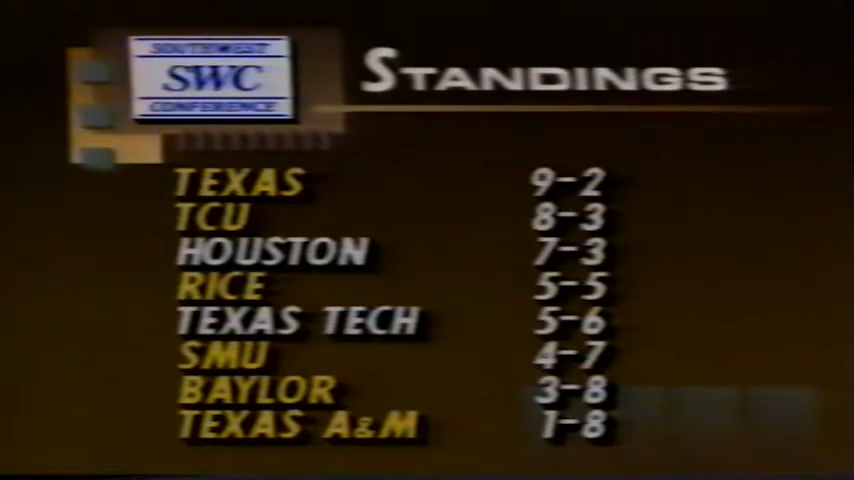 SOUTHWEST
SWC
CONFERENCE
STANDINGS
TEXAS 9-2
TCU 8-3
HOUSTON 7-3
RICE 5-5
TEXAS TECH 5-6
SMU 4-7
BAYLOR 3-8
TEXAS A&M 1-8